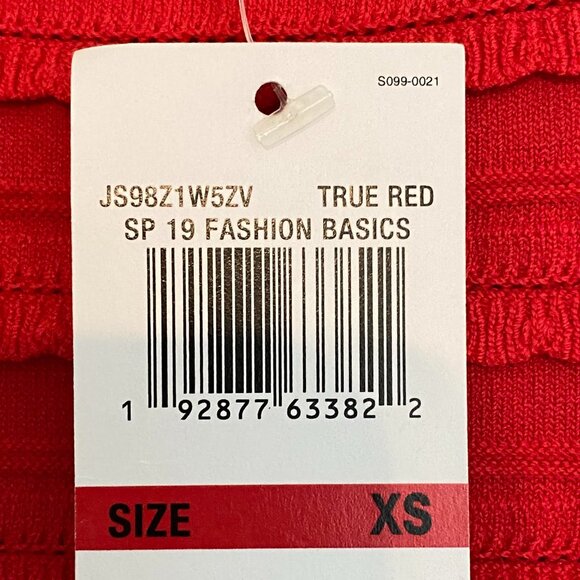 S099-0021
JS98Z1W5ZV TRUE RED
SP 19 FASHION BASICS
1 92877 63382 2
SIZE XS